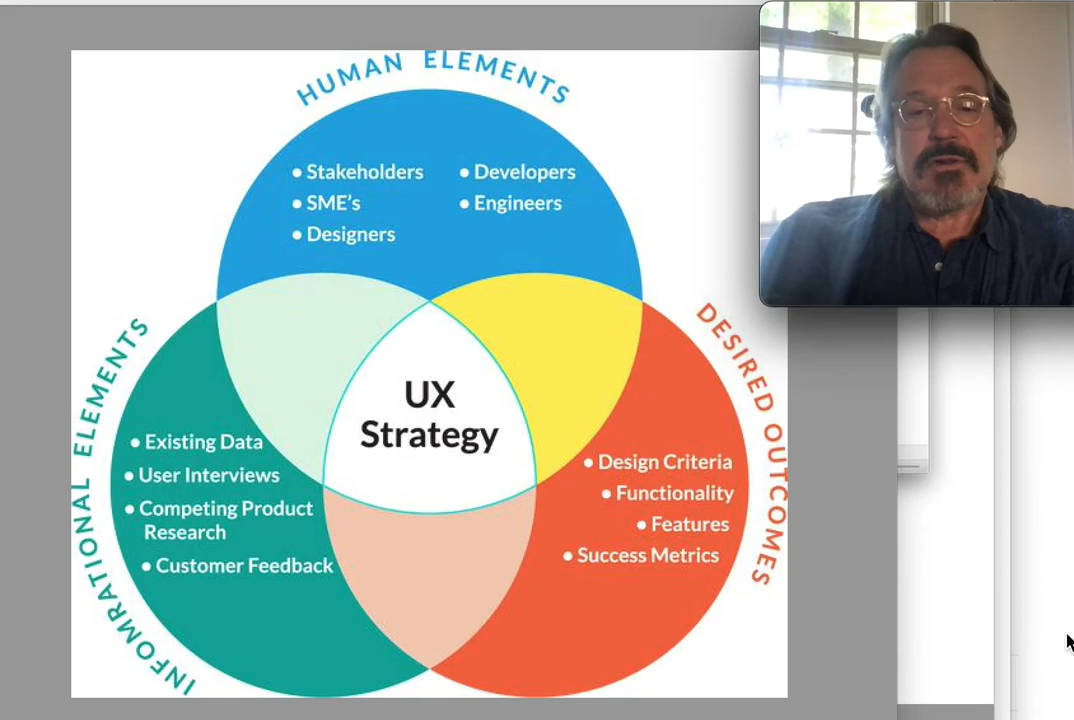 HUMAN ELEMENTS
• Stakeholders
• SME's
• Designers
• Developers
• Engineers
INFOMRATIONAL ELEMENTS
• Existing Data
• User Interviews
• Competing Product
Research
• Customer Feedback
UX
Strategy
DESIRED OUTCOMES
• Design Criteria
• Functionality
• Features
• Success Metrics